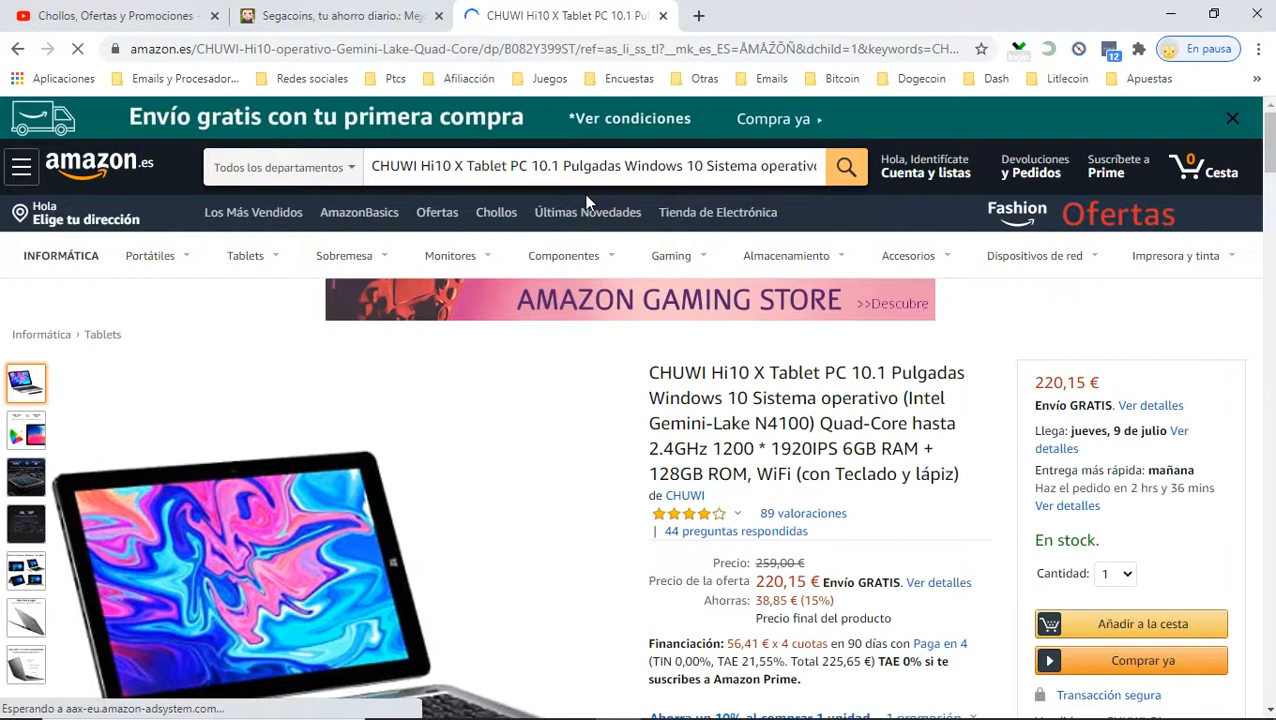 Chollos, Ofertas y Promociones -
Segacoins, tu ahorro diario.: Mejo
CHUWI Hi10 X Tablet PC 10.1 Pul
amazon.es/CHUWI-Hi10-operativo-Gemini-Lake-Quad-Core/dp/B082Y399ST/ref=as_li_ss_tl?__mk_es_ES=ÅMÅŽÕÑ&dchild=1&keywords=CH...
12
En pausa
Aplicaciones
Emails y Procesador...
Redes sociales
Ptcs
Afiliacción
Juegos
Encuestas
Otras
Emails
Bitcoin
Dogecoin
Dash
Litlecoin
Apuestas
»
Envío gratis con tu primera compra
*Ver condiciones
Compra ya ▸
amazon.es
Todos los departamentos
CHUWI Hi10 X Tablet PC 10.1 Pulgadas Windows 10 Sistema operativo
Hola, Identifícate
Cuenta y listas
Devoluciones
y Pedidos
Suscríbete a
Prime
0
Cesta
Hola
Elige tu dirección
Los Más Vendidos
AmazonBasics
Ofertas
Chollos
Últimas Novedades
Tienda de Electrónica
Fashion
Ofertas
INFORMÁTICA
Portátiles
Tablets
Sobremesa
Monitores
Componentes
Gaming
Almacenamiento
Accesorios
Dispositivos de red
Impresora y tinta
AMAZON GAMING STORE
>>Descubre
Informática › Tablets
CHUWI Hi10 X Tablet PC 10.1 Pulgadas
Windows 10 Sistema operativo (Intel
Gemini-Lake N4100) Quad-Core hasta
2.4GHz 1200 * 1920IPS 6GB RAM +
128GB ROM, WiFi (con Teclado y lápiz)
de CHUWI
89 valoraciones
| 44 preguntas respondidas
Precio: 259,00 €
Precio de la oferta 220,15 € Envío GRATIS. Ver detalles
Ahorras: 38,85 € (15%)
Precio final del producto
Financiación: 56,41 € x 4 cuotas en 90 días con Paga en 4
(TIN 0,00%, TAE 21,55%. Total 225,65 €) TAE 0% si te
suscribes a Amazon Prime.
Ahorra un 10% al comprar 1 unidad 1 promoción
220,15 €
Envío GRATIS. Ver detalles
Llega: jueves, 9 de julio Ver
detalles
Entrega más rápida: mañana
Haz el pedido en 2 hrs y 36 mins
Ver detalles
En stock.
Cantidad: 1
Añadir a la cesta
Comprar ya
Transacción segura
Esperando a aax-eu.amazon-adsystem.com...